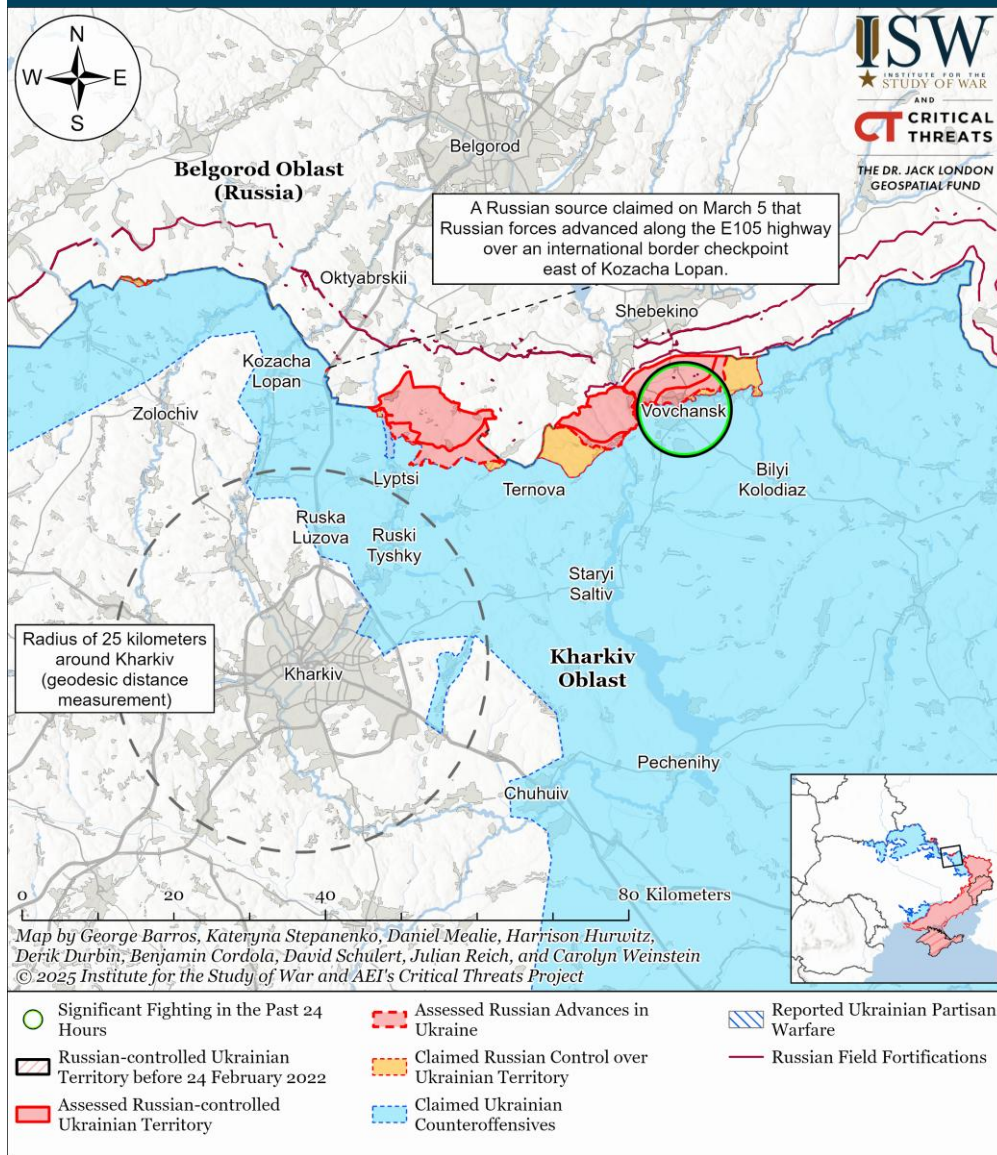 N
W E
S
ISW
INSTITUTE FOR THE
STUDY OF WAR
AND
CT CRITICAL
THREATS
THE DR. JACK LONDON
GEOSPATIAL FUND
Belgorod
Belgorod Oblast
(Russia)
A Russian source claimed on March 5 that
Russian forces advanced along the E105 highway
over an international border checkpoint
east of Kozacha Lopan.
Oktyabrskii
Shebekino
Kozacha
Lopan
Zolochiv
Vovchansk
Lyptsi
Ternova
Bilyi
Kolodiaz
Ruska
Luzova
Ruski
Tyshky
Staryi
Saltiv
Radius of 25 kilometers
around Kharkiv
(geodesic distance
measurement)
Kharkiv
Kharkiv
Oblast
Pechenihy
Chuhuiv
0 20 40 80 Kilometers
Map by George Barros, Kateryna Stepanenko, Daniel Mealie, Harrison Hurwitz,
Derik Durbin, Benjamin Cordola, David Schulert, Julian Reich, and Carolyn Weinstein
© 2025 Institute for the Study of War and AEI's Critical Threats Project
Significant Fighting in the Past 24
Hours
Russian-controlled Ukrainian
Territory before 24 February 2022
Assessed Russian-controlled
Ukrainian Territory
Assessed Russian Advances in
Ukraine
Claimed Russian Control over
Ukrainian Territory
Claimed Ukrainian
Counteroffensives
Reported Ukrainian Partisan
Warfare
Russian Field Fortifications